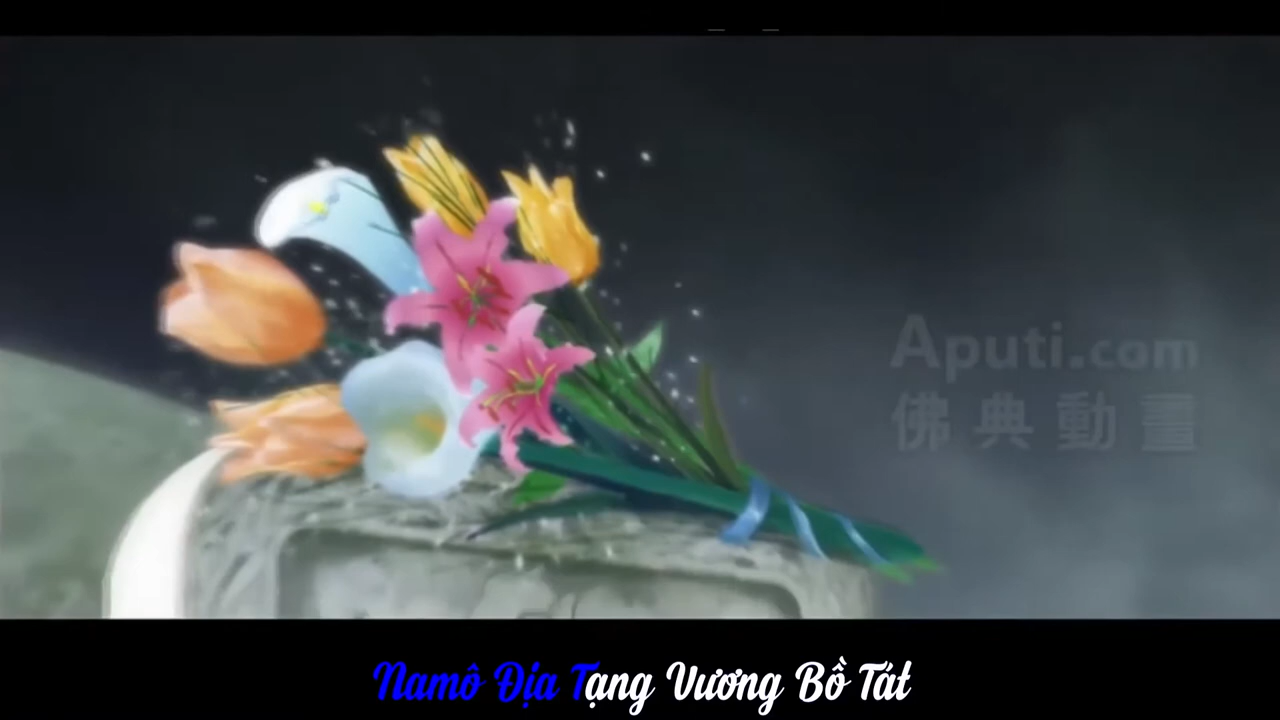 Aputi.com
佛典動畫
Namô Địa Tạng Vương Bồ Tát